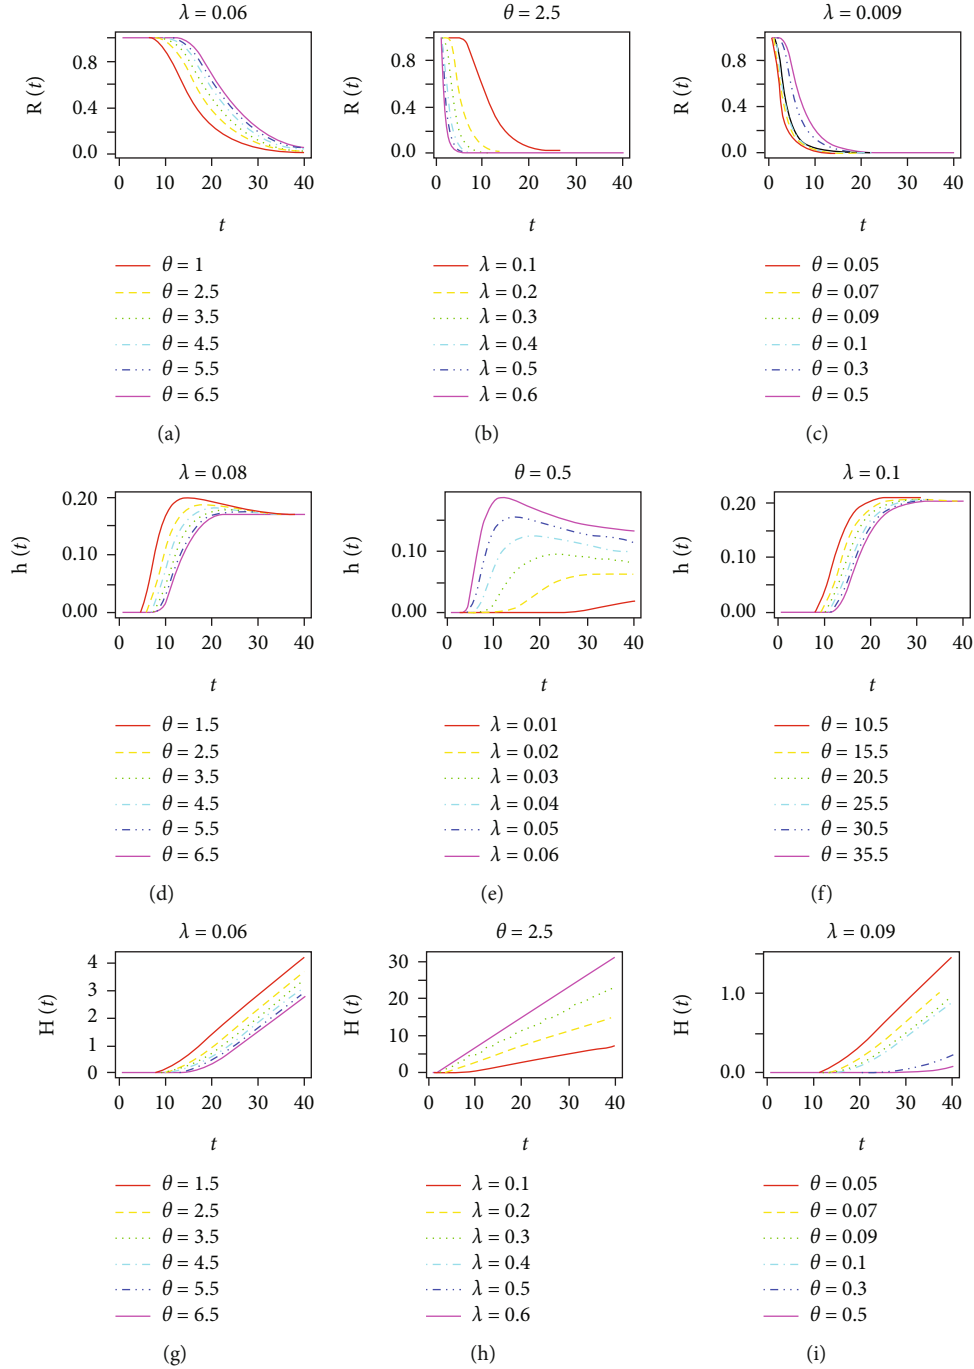 λ = 0.06
θ = 2.5
λ = 0.009
R (t)
0.8
0.4
0.0
0 10 20 30 40
t
R (t)
0.8
0.4
0.0
0 10 20 30 40
t
R (t)
0.8
0.4
0.0
0 10 20 30 40
t
θ = 1
θ = 2.5
θ = 3.5
θ = 4.5
θ = 5.5
θ = 6.5
(a)
λ = 0.1
λ = 0.2
λ = 0.3
λ = 0.4
λ = 0.5
λ = 0.6
(b)
θ = 0.05
θ = 0.07
θ = 0.09
θ = 0.1
θ = 0.3
θ = 0.5
(c)
λ = 0.08
θ = 0.5
λ = 0.1
h (t)
0.20
0.10
0.00
0 10 20 30 40
t
h (t)
0.10
0.00
0 10 20 30 40
t
h (t)
0.20
0.10
0.00
0 10 20 30 40
t
θ = 1.5
θ = 2.5
θ = 3.5
θ = 4.5
θ = 5.5
θ = 6.5
(d)
λ = 0.01
λ = 0.02
λ = 0.03
λ = 0.04
λ = 0.05
λ = 0.06
(e)
θ = 10.5
θ = 15.5
θ = 20.5
θ = 25.5
θ = 30.5
θ = 35.5
(f)
λ = 0.06
θ = 2.5
λ = 0.09
H (t)
4
3
2
1
0
0 10 20 30 40
t
H (t)
30
20
10
0
0 10 20 30 40
t
H (t)
1.0
0.0
0 10 20 30 40
t
θ = 1.5
θ = 2.5
θ = 3.5
θ = 4.5
θ = 5.5
θ = 6.5
(g)
λ = 0.1
λ = 0.2
λ = 0.3
λ = 0.4
λ = 0.5
λ = 0.6
(h)
θ = 0.05
θ = 0.07
θ = 0.09
θ = 0.1
θ = 0.3
θ = 0.5
(i)